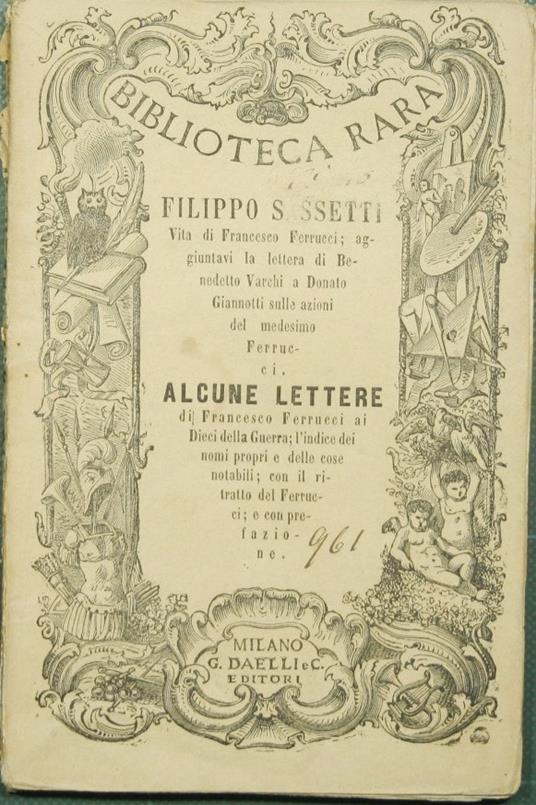 BIBLIOTECA RARA
FILIPPO SASSETTI
Vita di Francesco Ferrucci; ag-
giuntavi la lettera di Be-
nedetto Varchi a Donato
Giannotti sulle azioni
del medesimo
Ferruc-
ci.
ALCUNE LETTERE
di Francesco Ferrucci ai
Dieci della Guerra; l'indice dei
nomi propri e delle cose
notabili; con il ri-
tratto del Ferruc-
ci; e con pre-
fazio-
ne.
961
MILANO
G. DAELLI e C.
EDITORI